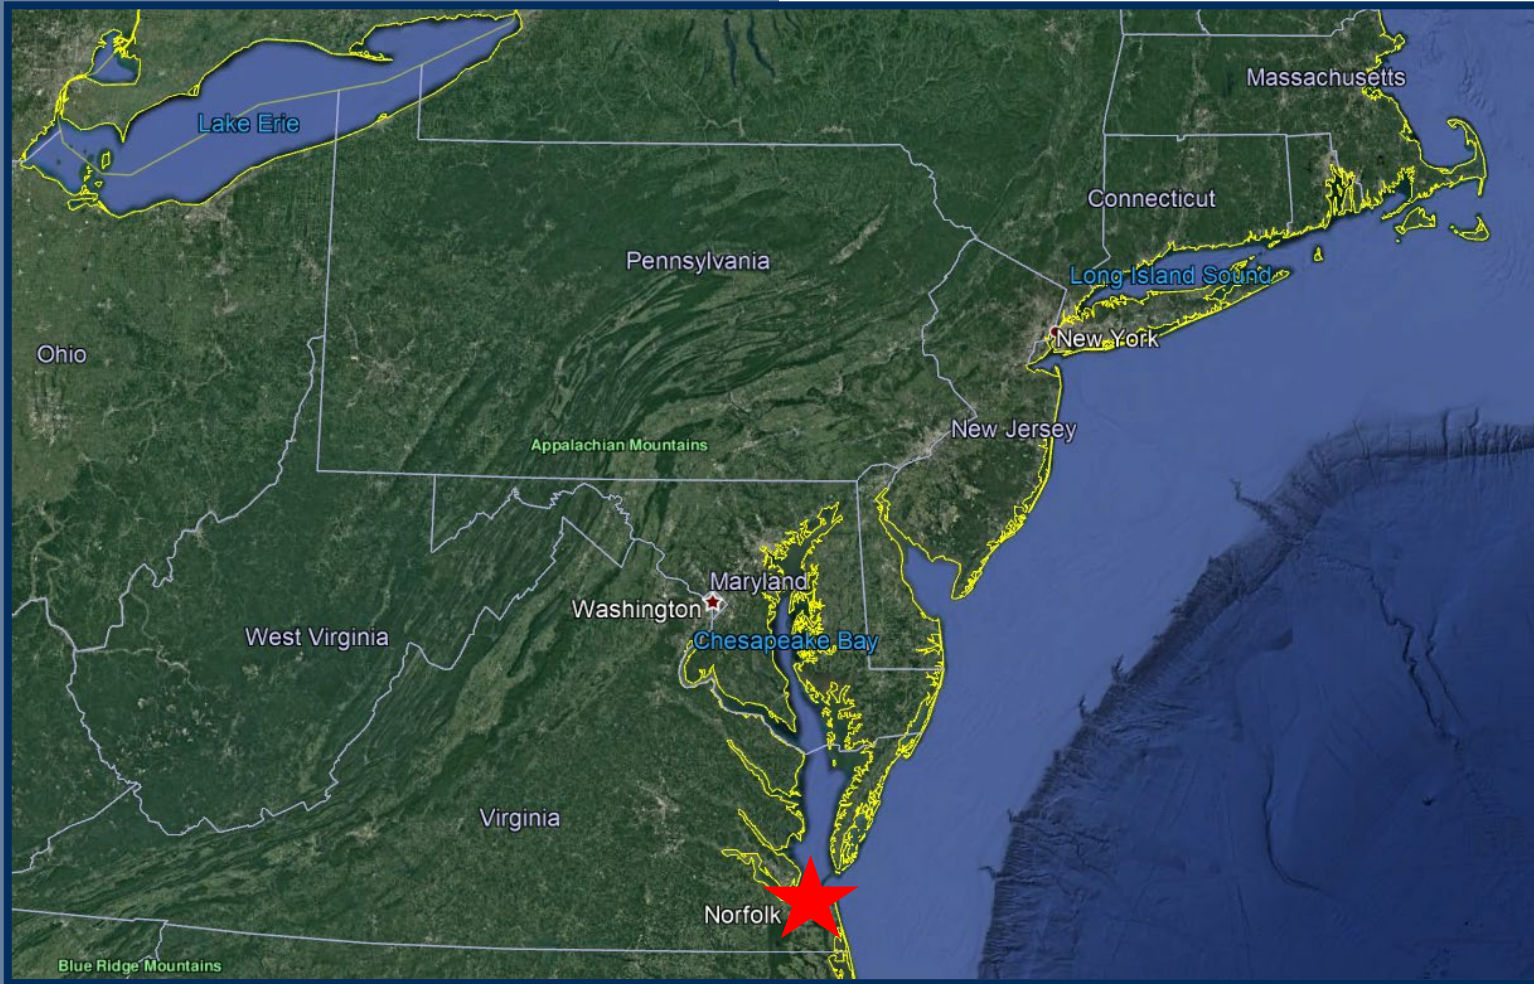 Massachusetts
Lake Erie
Connecticut
Pennsylvania
Long Island Sound
New York
Ohio
New Jersey
Appalachian Mountains
Maryland
Washington
West Virginia
Chesapeake Bay
Virginia
Norfolk
Blue Ridge Mountains